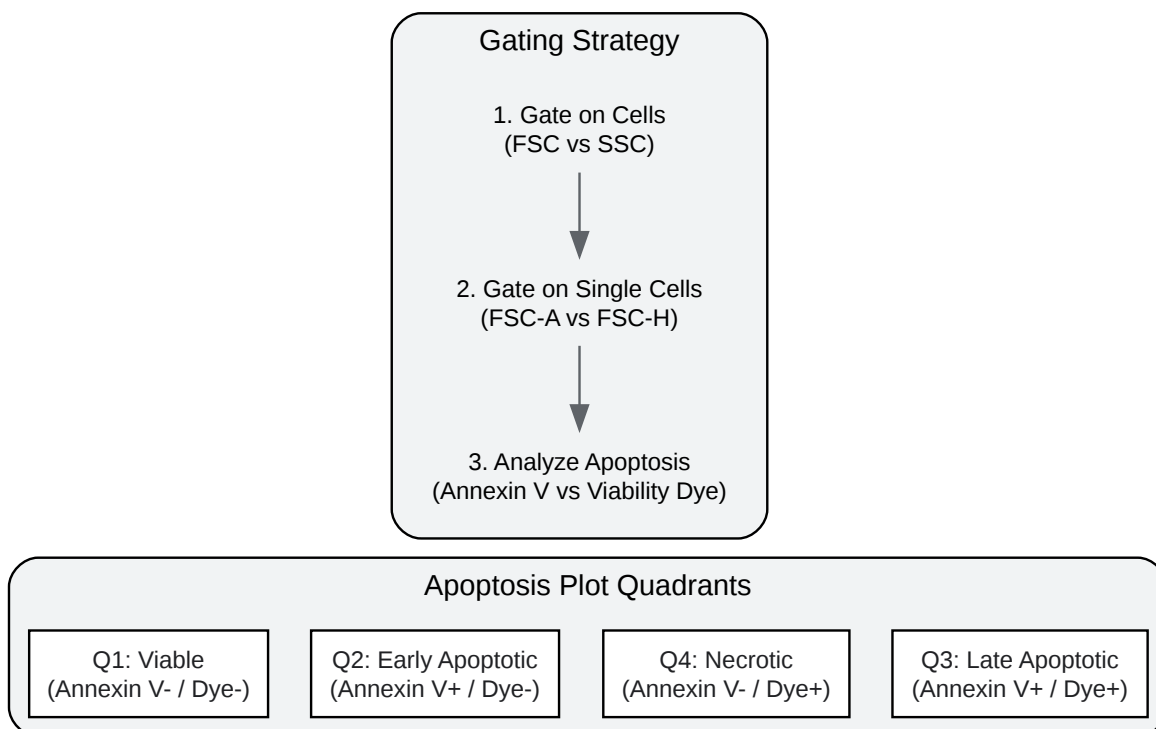 Gating Strategy
1. Gate on Cells
(FSC vs SSC)
2. Gate on Single Cells
(FSC-A vs FSC-H)
3. Analyze Apoptosis
(Annexin V vs Viability Dye)
Apoptosis Plot Quadrants
Q1: Viable
(Annexin V- / Dye-)
Q2: Early Apoptotic
(Annexin V+ / Dye-)
Q4: Necrotic
(Annexin V- / Dye+)
Q3: Late Apoptotic
(Annexin V+ / Dye+)